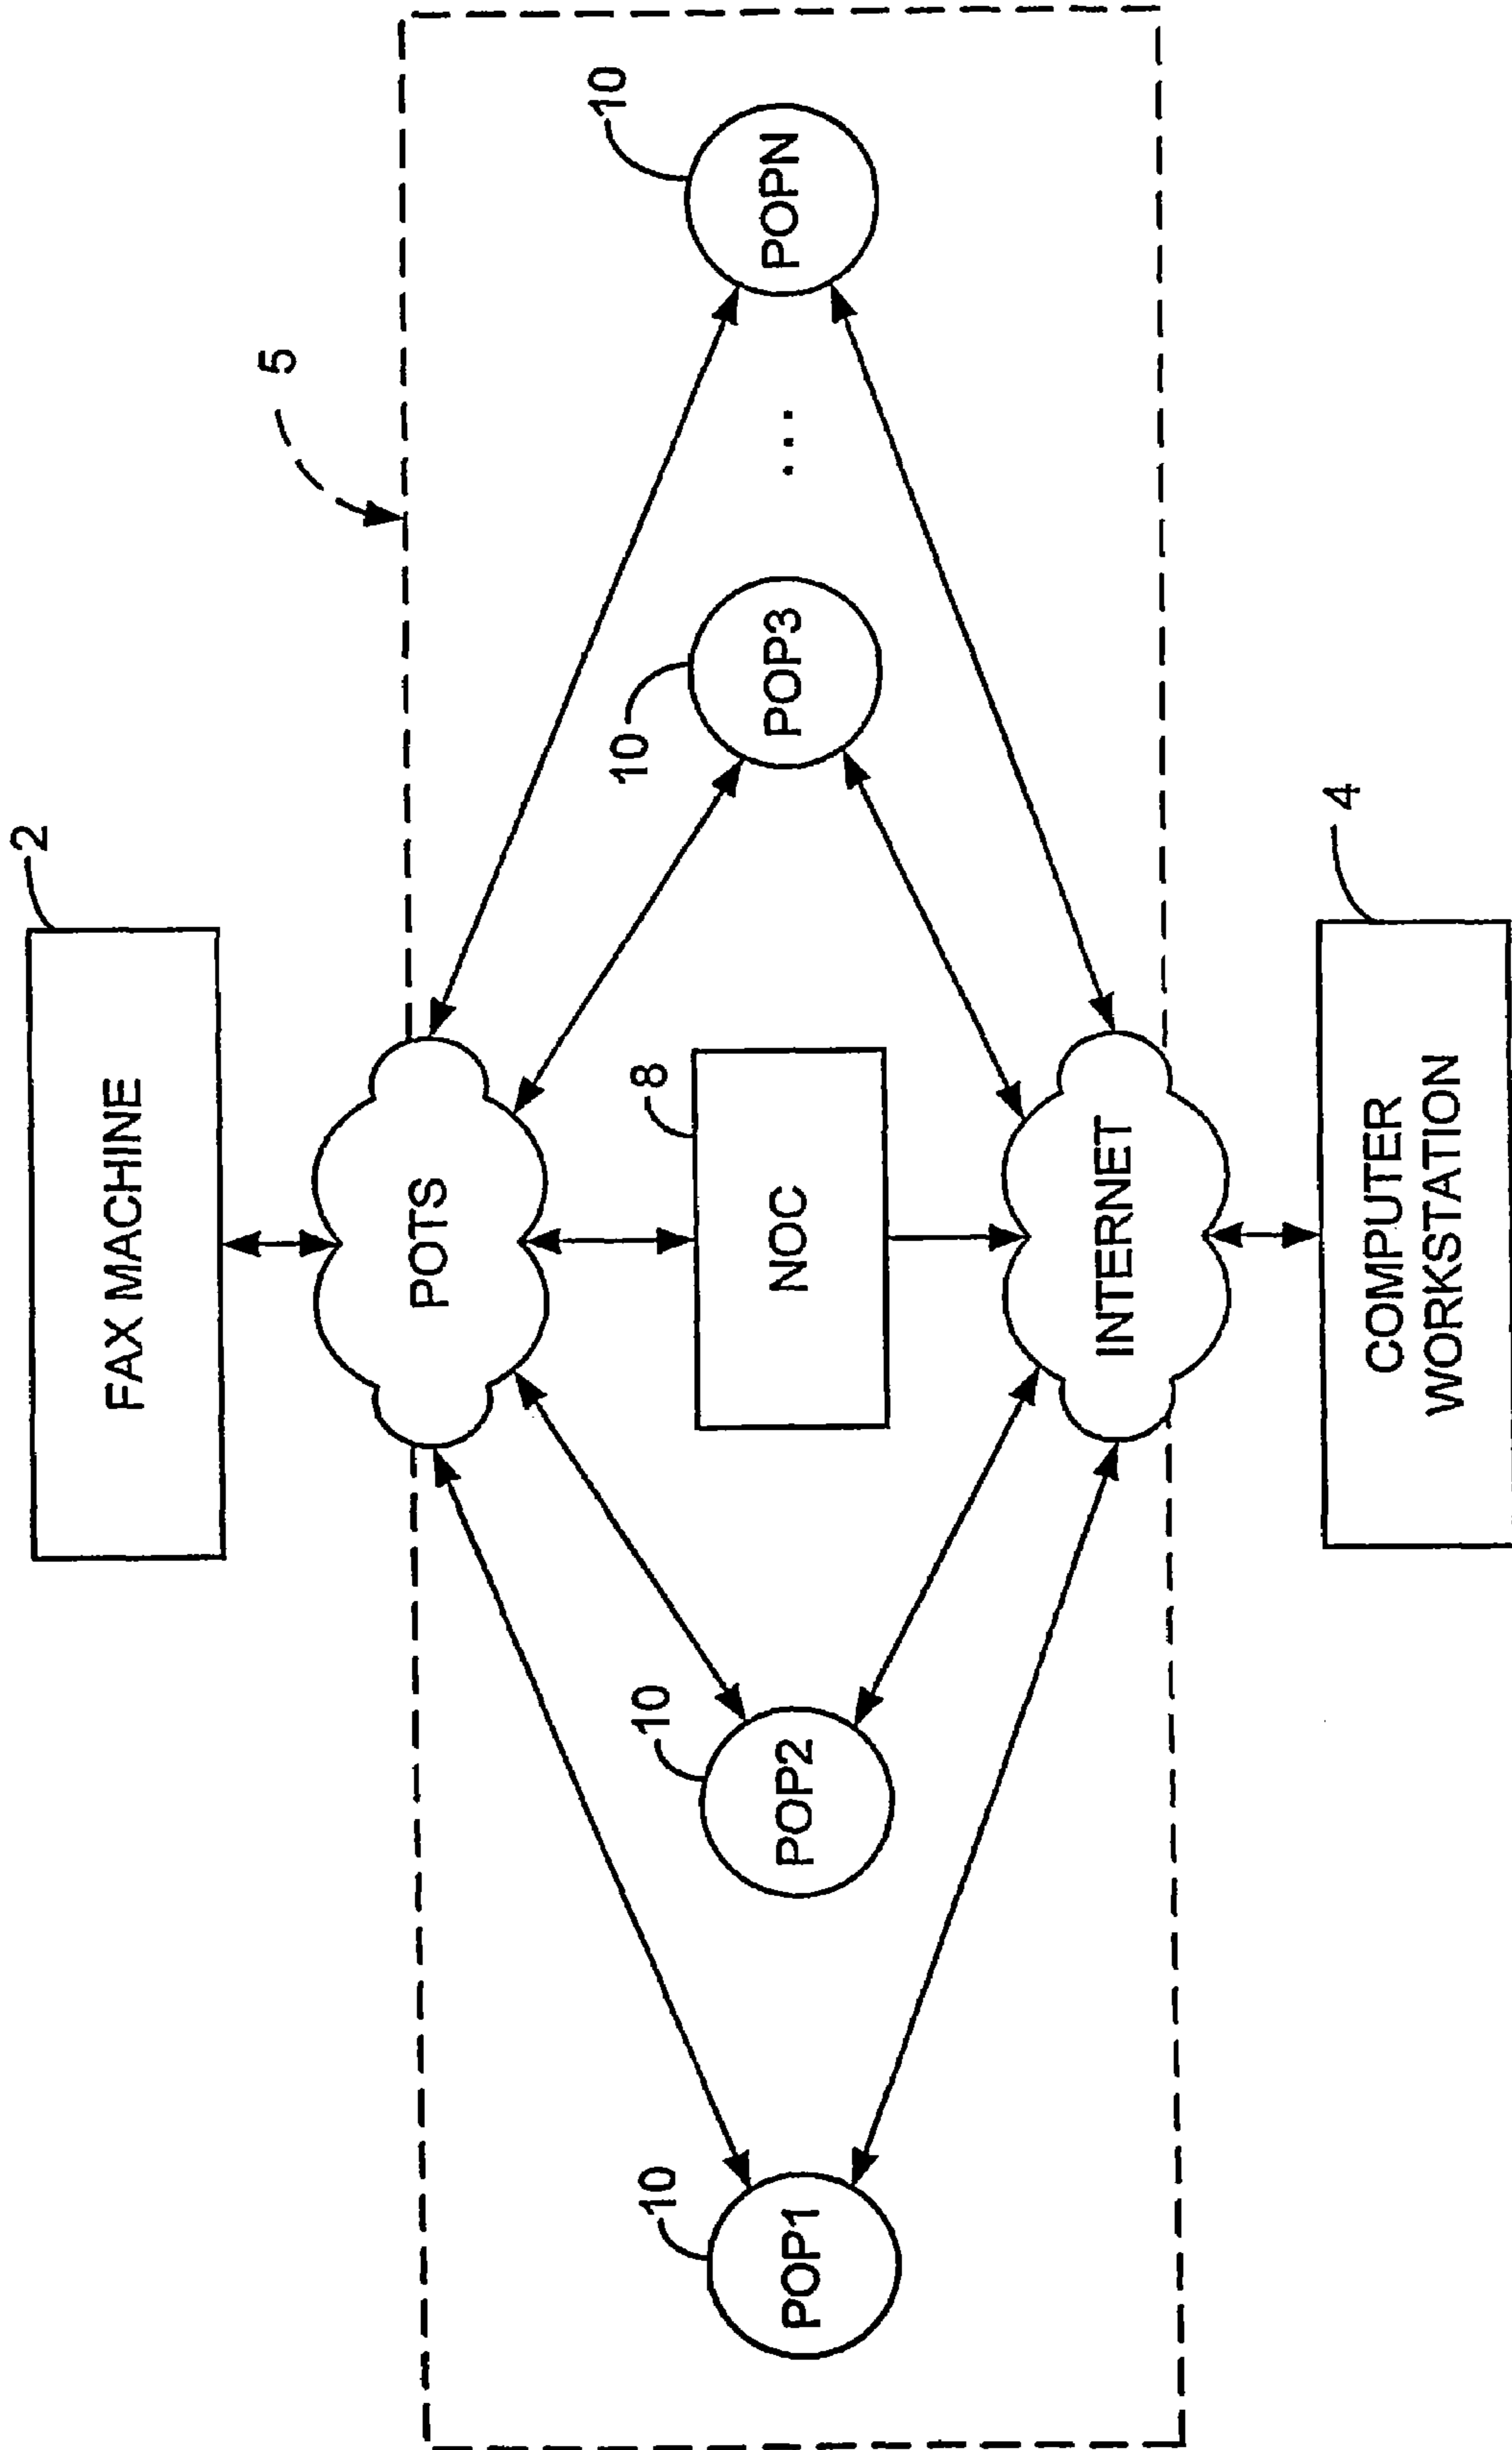 2
FAX MACHINE
5
POTS
10
POP1
10
POP2
8
NOC
10
POP3
...
10
POPN
INTERNET
4
COMPUTER
WORKSTATION